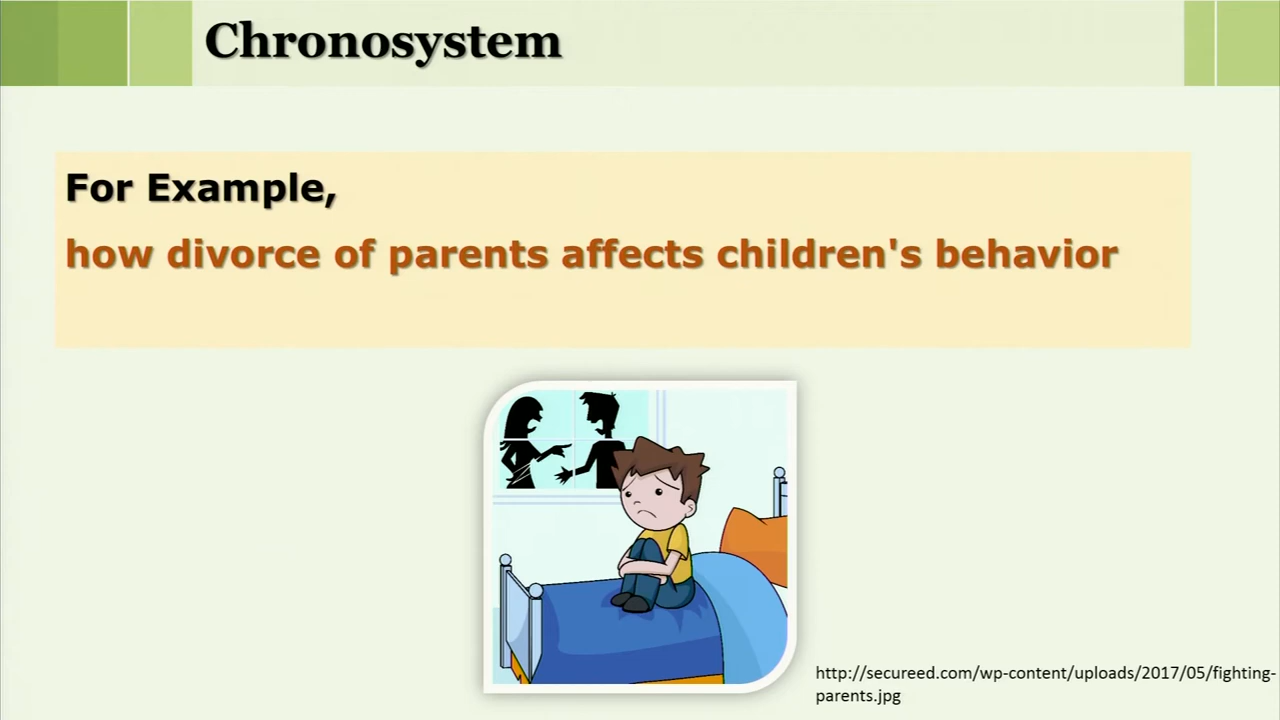 Chronosystem
For Example,
how divorce of parents affects children's behavior
http://secureed.com/wp-content/uploads/2017/05/fighting-
parents.jpg